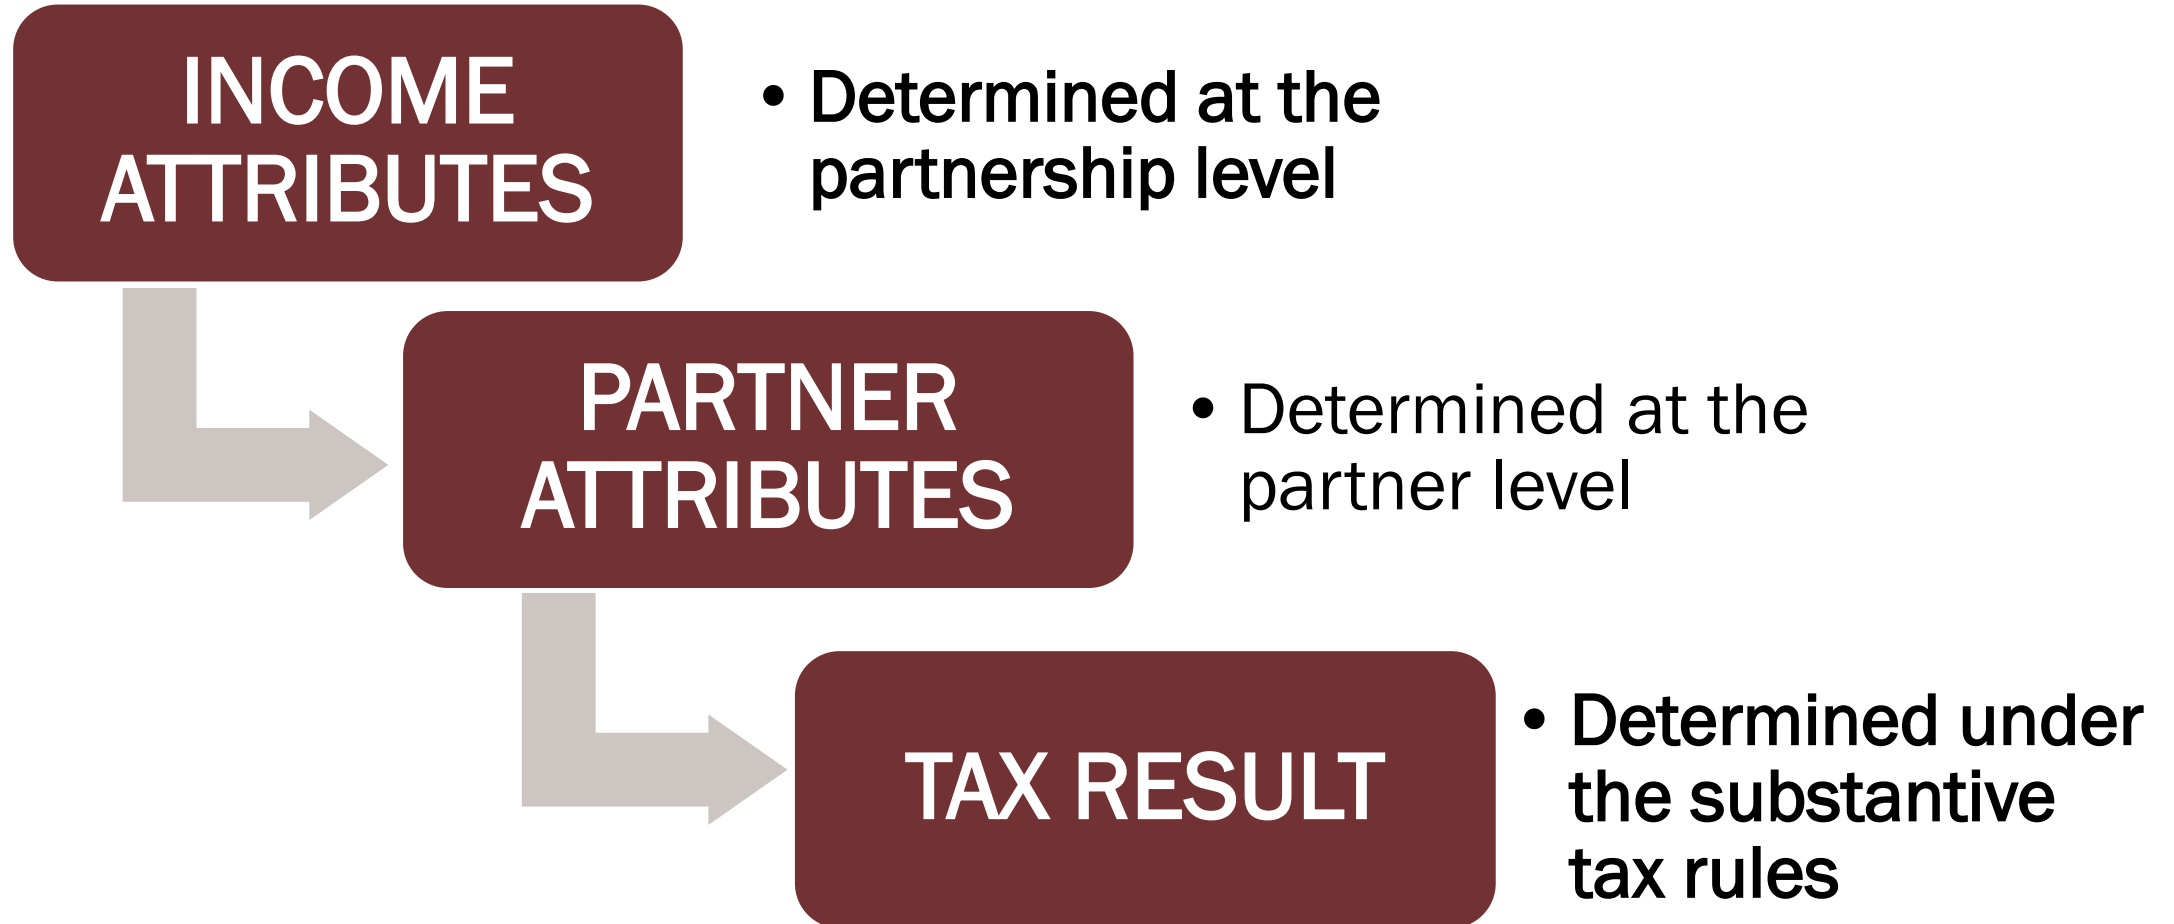 INCOME
ATTRIBUTES
• Determined at the
partnership level
PARTNER
ATTRIBUTES
• Determined at the
partner level
TAX RESULT
• Determined under
the substantive
tax rules